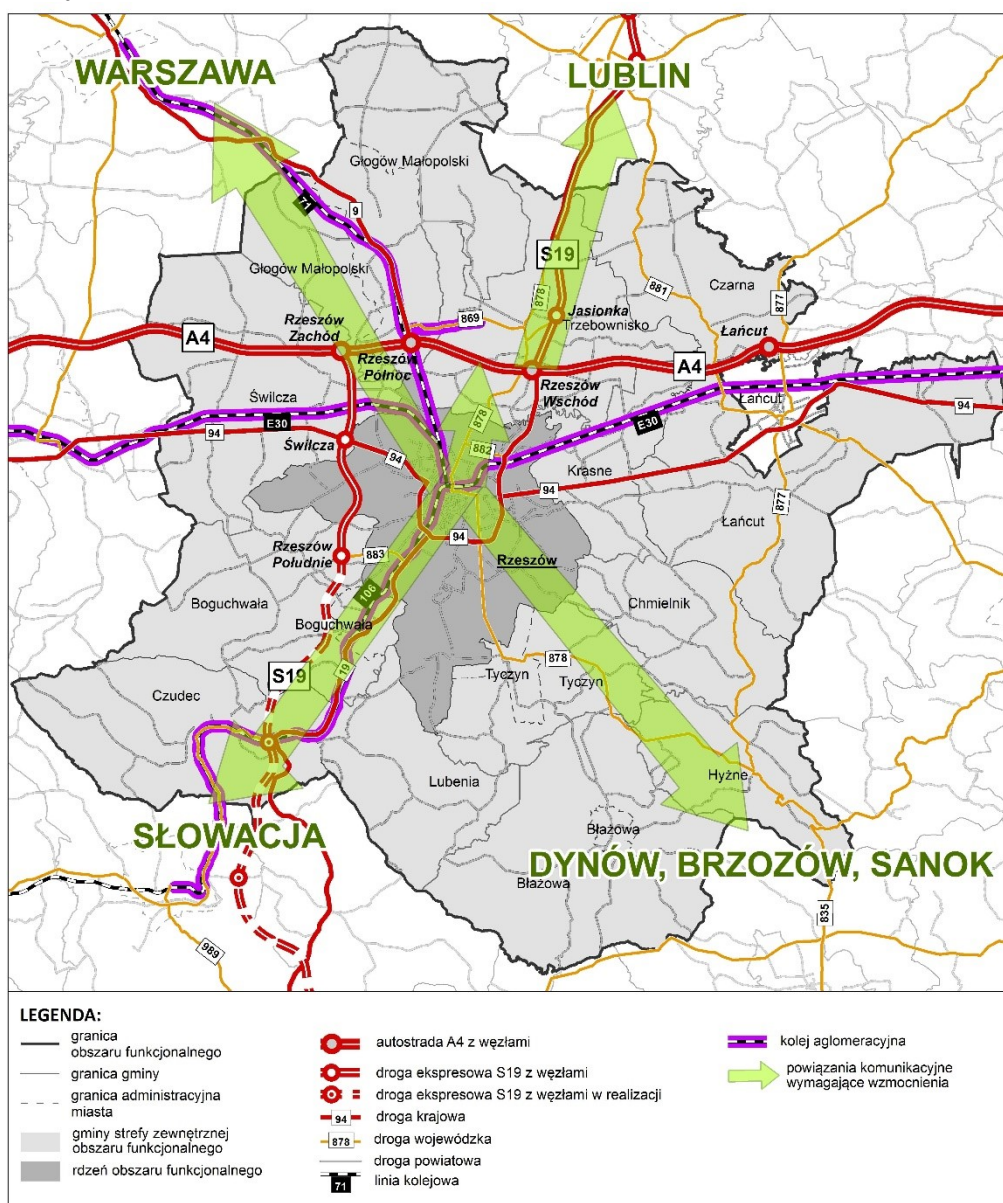 WARSZAWA
LUBLIN
Głogów Małopolski
71
9
S19
Głogów Małopolski
878
881
Czarna
877
Rzeszów
Zachód
Jasionka
Trzebownisko
869
Łańcut
A4
Rzeszów
Północ
A4
Rzeszów
Wschód
Świlcza
878
Łańcut
94
E30
E30
94
Świlcza
94
882
Krasne
94
877
Łańcut
94
Rzeszów
Południe
883
Rzeszów
106
Boguchwała
Chmielnik
Boguchwała
878
S19
19
Tyczyn
Tyczyn
Czudec
Lubenia
Hyżne
SŁOWACJA
Błażowa
DYNÓW, BRZOZÓW, SANOK
Błażowa
835
989
LEGENDA:
granica
obszaru funkcjonalnego
granica gminy
granica administracyjna
miasta
gminy strefy zewnętrznej
obszaru funkcjonalnego
rdzeń obszaru funkcjonalnego
autostrada A4 z węzłami
droga ekspresowa S19 z węzłami
droga ekspresowa S19 z węzłami w realizacji
94 droga krajowa
878 droga wojewódzka
droga powiatowa
71 linia kolejowa
kolej aglomeracyjna
powiązania komunikacyjne
wymagające wzmocnienia